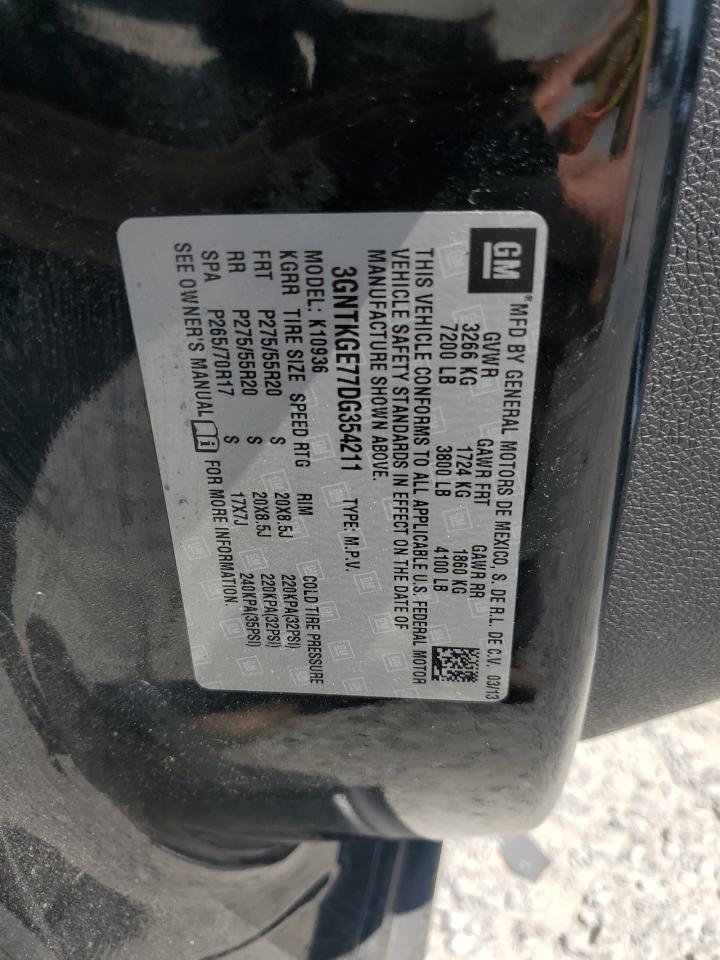 GM
® MFD BY GENERAL MOTORS DE MEXICO, S. DE R.L. DE C.V. 03/13
GVWR GAWR FRT GAWR RR
3266 KG 1724 KG 1860 KG
7200 LB 3800 LB 4100 LB
THIS VEHICLE CONFORMS TO ALL APPLICABLE U.S. FEDERAL MOTOR
VEHICLE SAFETY STANDARDS IN EFFECT ON THE DATE OF
MANUFACTURE SHOWN ABOVE.
3GNTKGE77DG354211 TYPE: M.P.V.
MODEL: K10936
KGRR TIRE SIZE SPEED RTG RIM COLD TIRE PRESSURE
FRT P275/55R20 S 20X8.5J 220KPA(32PSI)
RR P275/55R20 S 20X8.5J 220KPA(32PSI)
SPA P265/70R17 S 17X7J 240KPA(35PSI)
SEE OWNER'S MANUAL i FOR MORE INFORMATION.